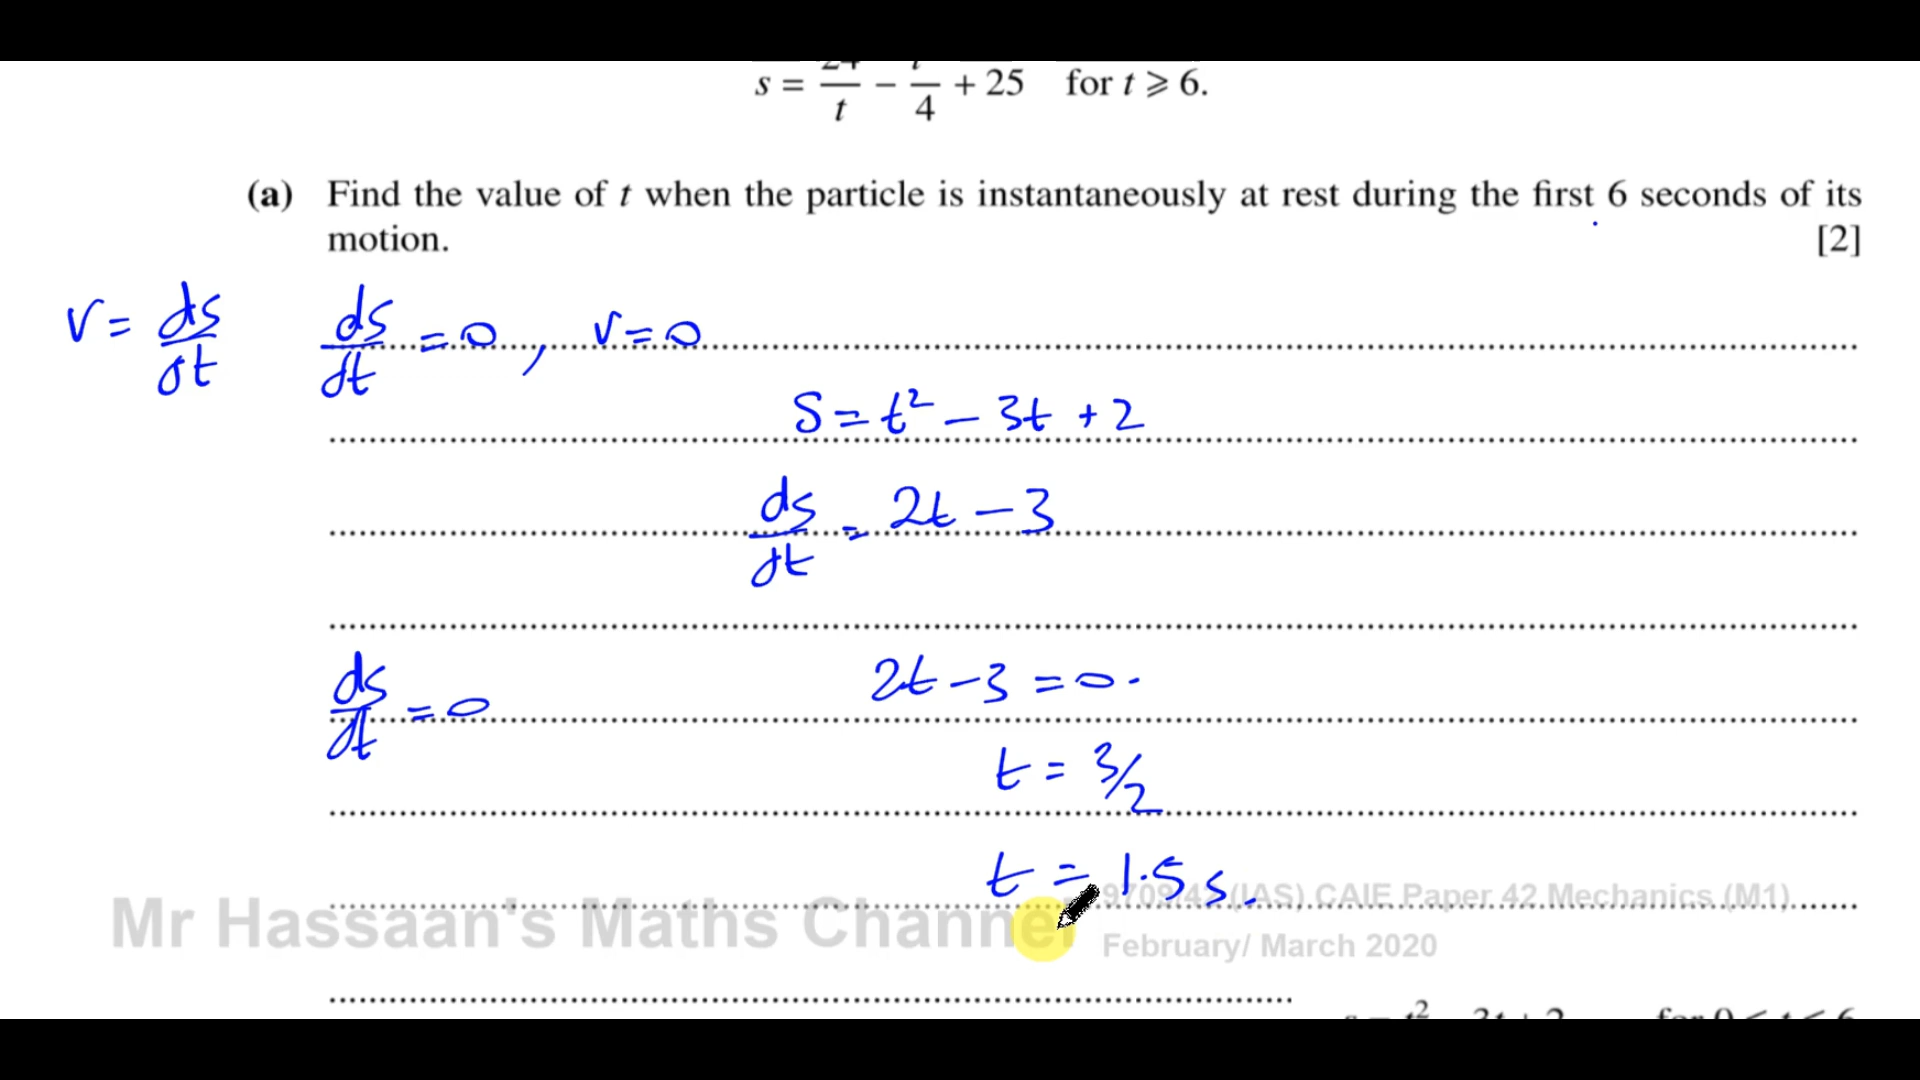 s = 24/t − t²/4 + 25 for t ⩾ 6.
(a) Find the value of t when the particle is instantaneously at rest during the first 6 seconds of its
motion. [2]
v = ds/dt ds/dt = 0 , v = 0
S = t² − 3t + 2
ds/dt = 2t − 3
ds/dt = 0 2t − 3 = 0.
t = 3/2
t = 1.5 s.
Mr Hassaan's Maths Channel 9709/42 (IAS) CAIE Paper 42 Mechanics (M1)
February/ March 2020